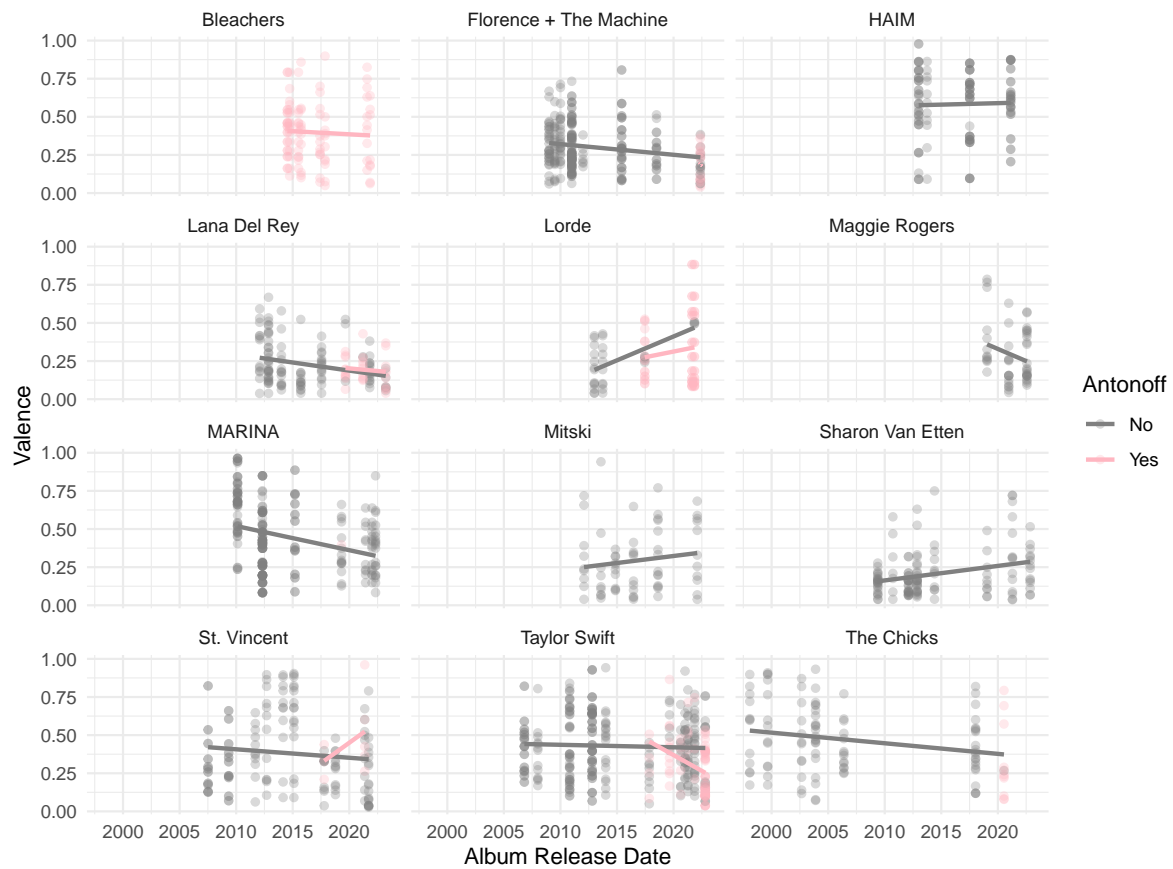 Bleachers Florence + The Machine HAIM
1.00
0.75
0.50
0.25
0.00
Lana Del Rey Lorde Maggie Rogers
1.00
0.75
0.50
0.25
0.00
Valence
Antonoff
No
Yes
MARINA Mitski Sharon Van Etten
1.00
0.75
0.50
0.25
0.00
St. Vincent Taylor Swift The Chicks
1.00
0.75
0.50
0.25
0.00
2000 2005 2010 2015 2020 2000 2005 2010 2015 2020 2000 2005 2010 2015 2020
Album Release Date